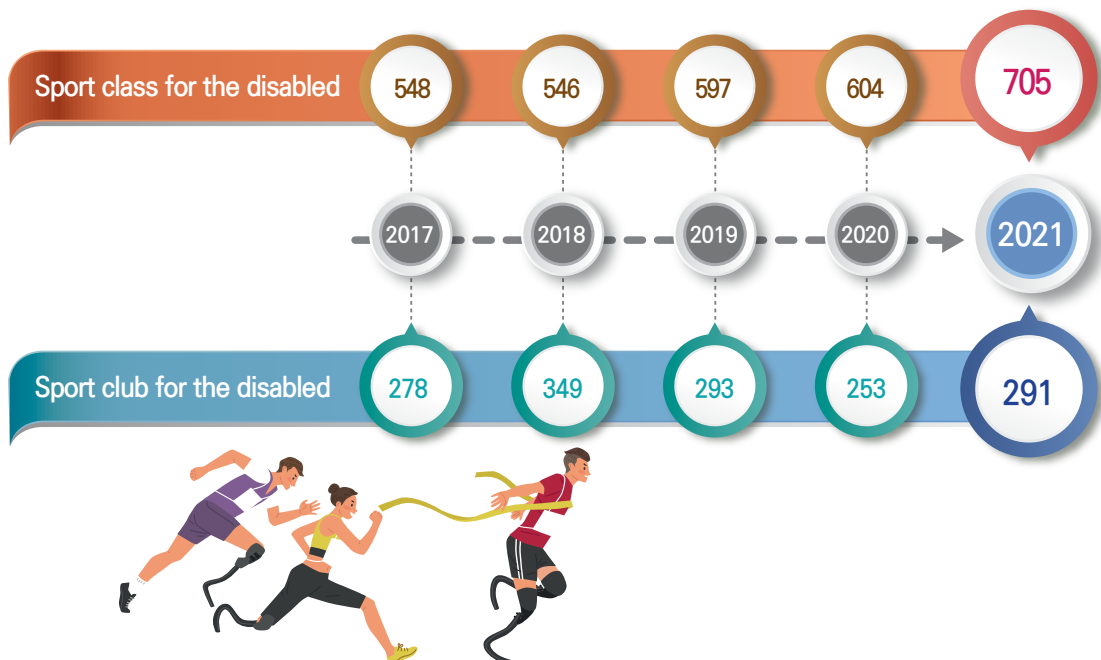 Sport class for the disabled 548 546 597 604 705
2017 2018 2019 2020 2021
Sport club for the disabled 278 349 293 253 291